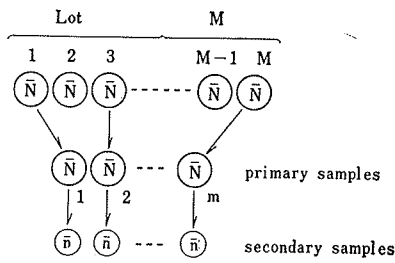 Lot M
1 2 3 M-1 M
N̄ N̄ N̄ ------ N̄ N̄
N̄ N̄ --- N̄ primary samples
1 2 m
n̄ n̄ --- n̄ secondary samples